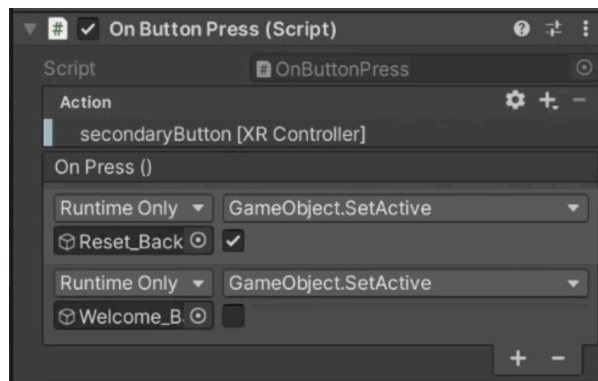 On Button Press (Script)
Script OnButtonPress
Action
secondaryButton [XR Controller]
On Press ()
Runtime Only GameObject.SetActive
Reset_Back
Runtime Only GameObject.SetActive
Welcome_B